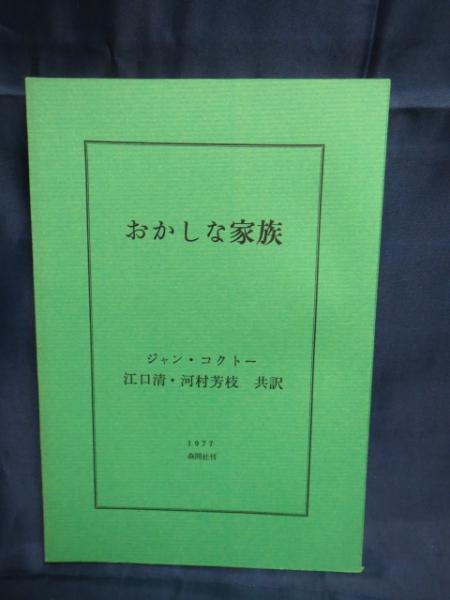 おかしな家族
ジャン・コクトー
江口清・河村芳枝 共訳
1977
森開社刊